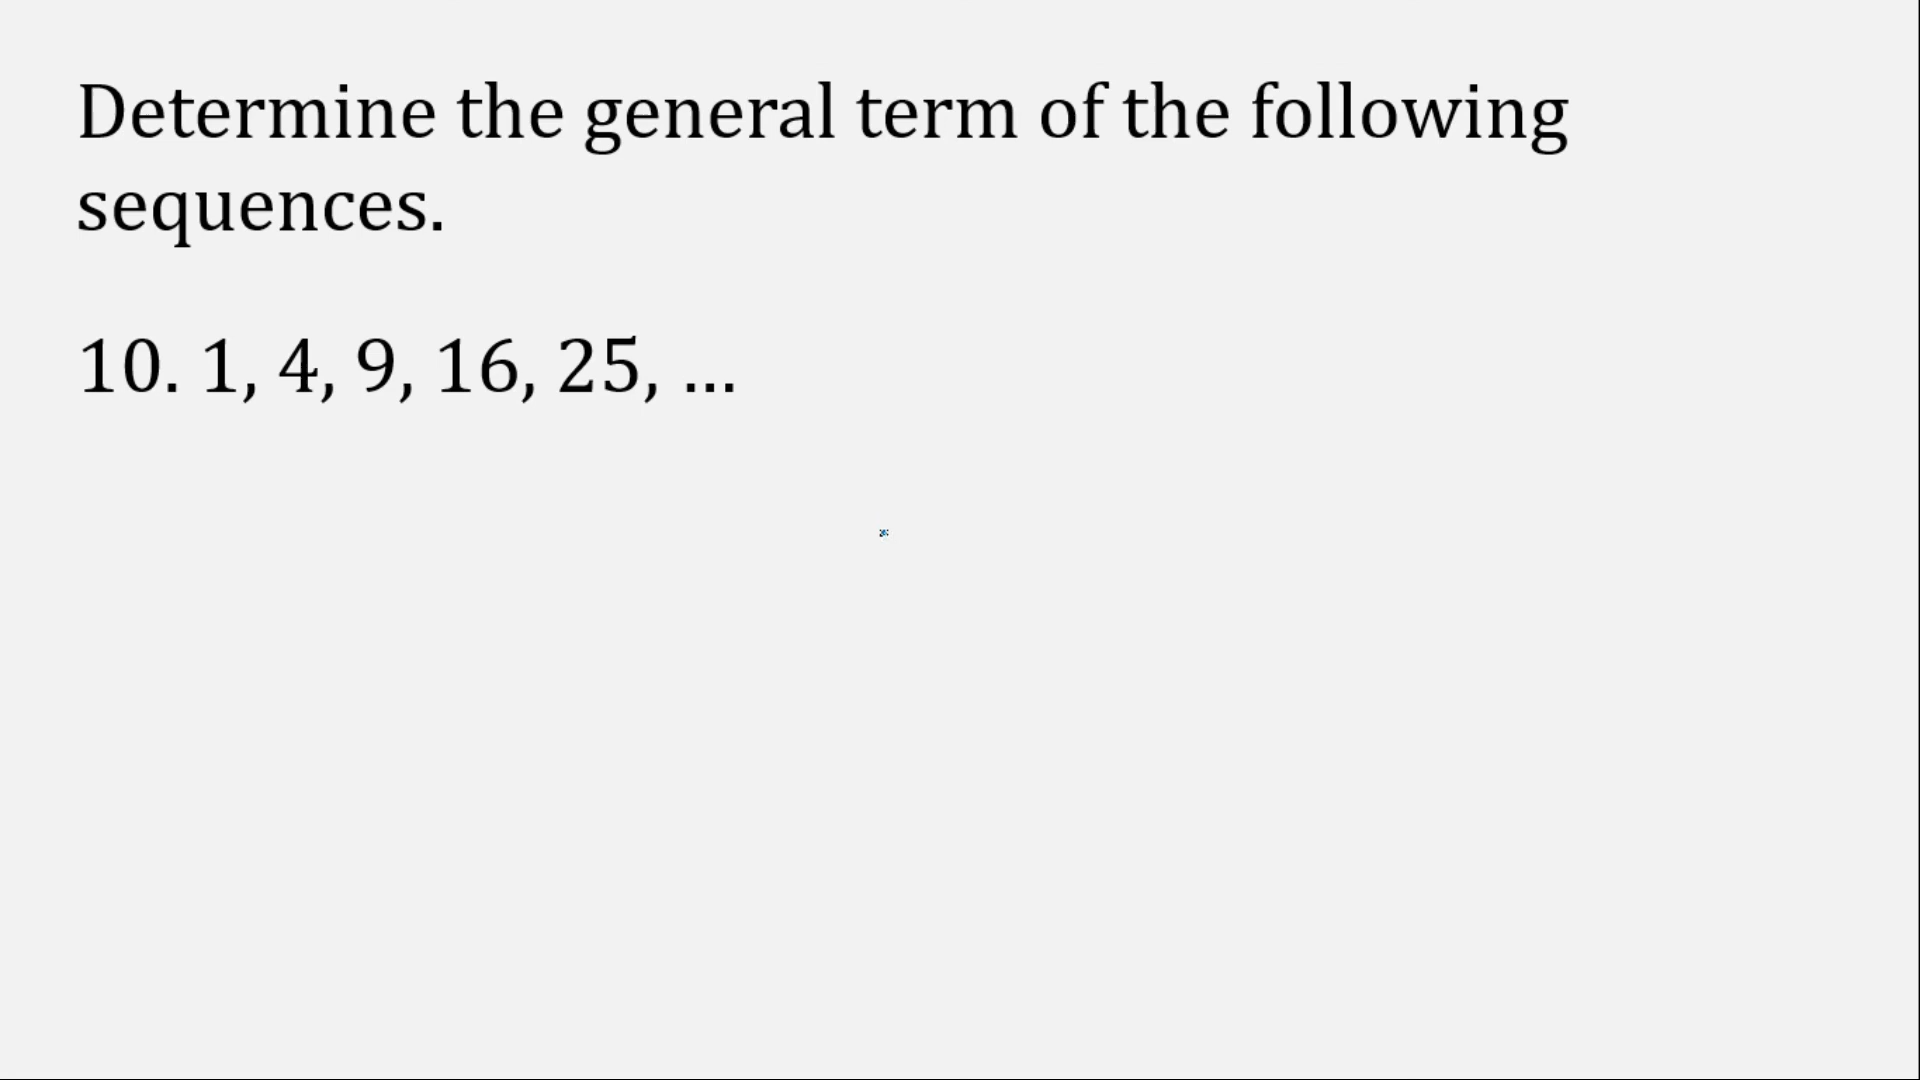 Determine the general term of the following
sequences.
10. 1, 4, 9, 16, 25, ...